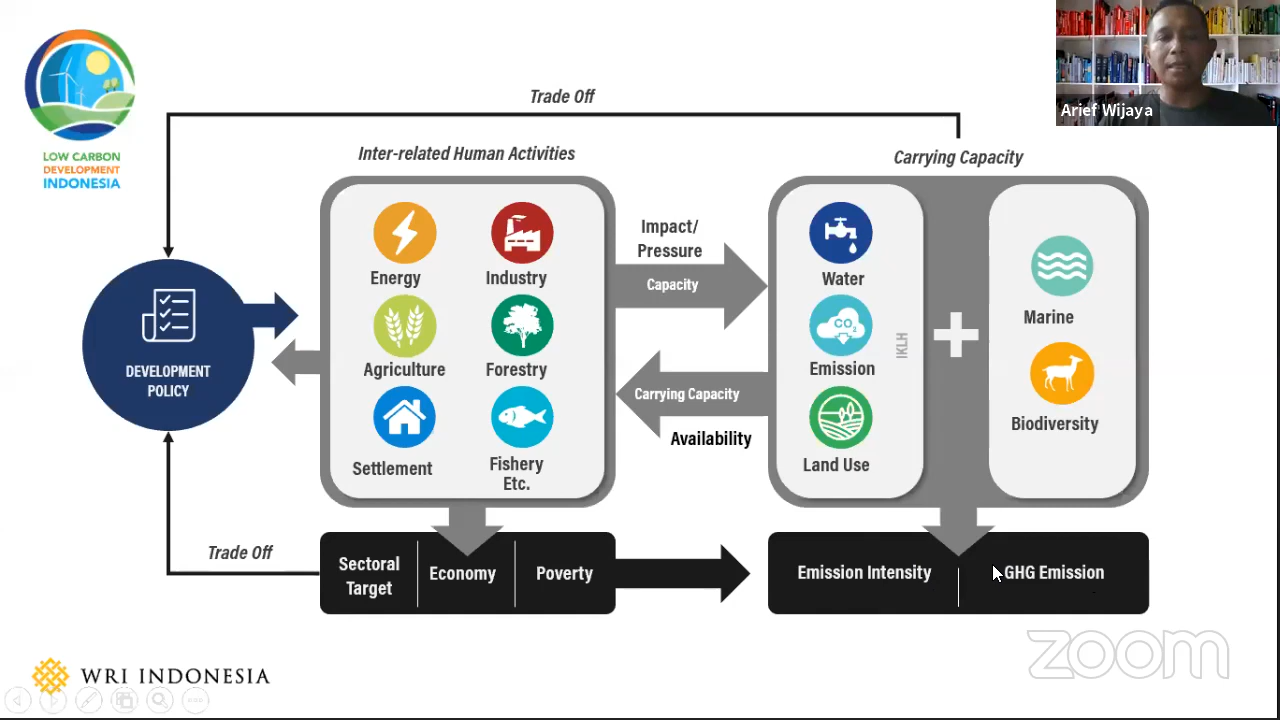 Arief Wijaya
LOW CARBON
DEVELOPMENT
INDONESIA
Trade Off
Inter-related Human Activities
Carrying Capacity
Energy
Industry
Agriculture
Forestry
Settlement
Fishery
Etc.
Impact/
Pressure
Capacity
Carrying Capacity
Availability
Water
CO2
Emission
Land Use
IKLH
Marine
Biodiversity
DEVELOPMENT
POLICY
Trade Off
Sectoral
Target
Economy
Poverty
Emission Intensity
GHG Emission
WRI INDONESIA
zoom